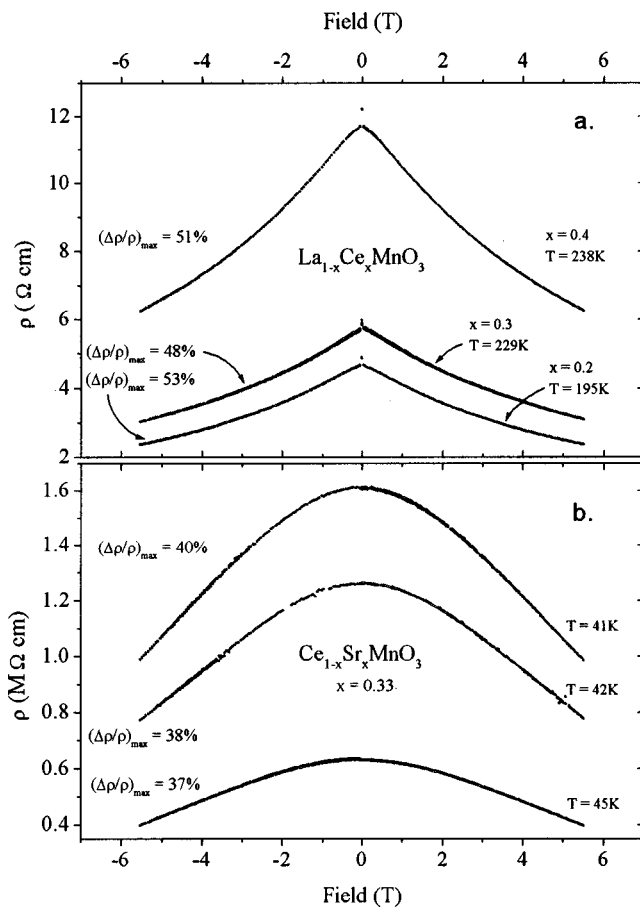 Field (T)
-6 -4 -2 0 2 4 6
a.
12
10
8
6
4
2
ρ ( Ω cm)
(Δρ/ρ)max = 51%
La1-xCexMnO3
x = 0.4
T = 238K
x = 0.3
T = 229K
(Δρ/ρ)max = 48%
(Δρ/ρ)max = 53%
x = 0.2
T = 195K
b.
1.6
1.4
1.2
1.0
0.8
0.6
0.4
ρ (M Ω cm)
(Δρ/ρ)max = 40%
T = 41K
Ce1-xSrxMnO3
x = 0.33
T = 42K
(Δρ/ρ)max = 38%
(Δρ/ρ)max = 37%
T = 45K
-6 -4 -2 0 2 4 6
Field (T)